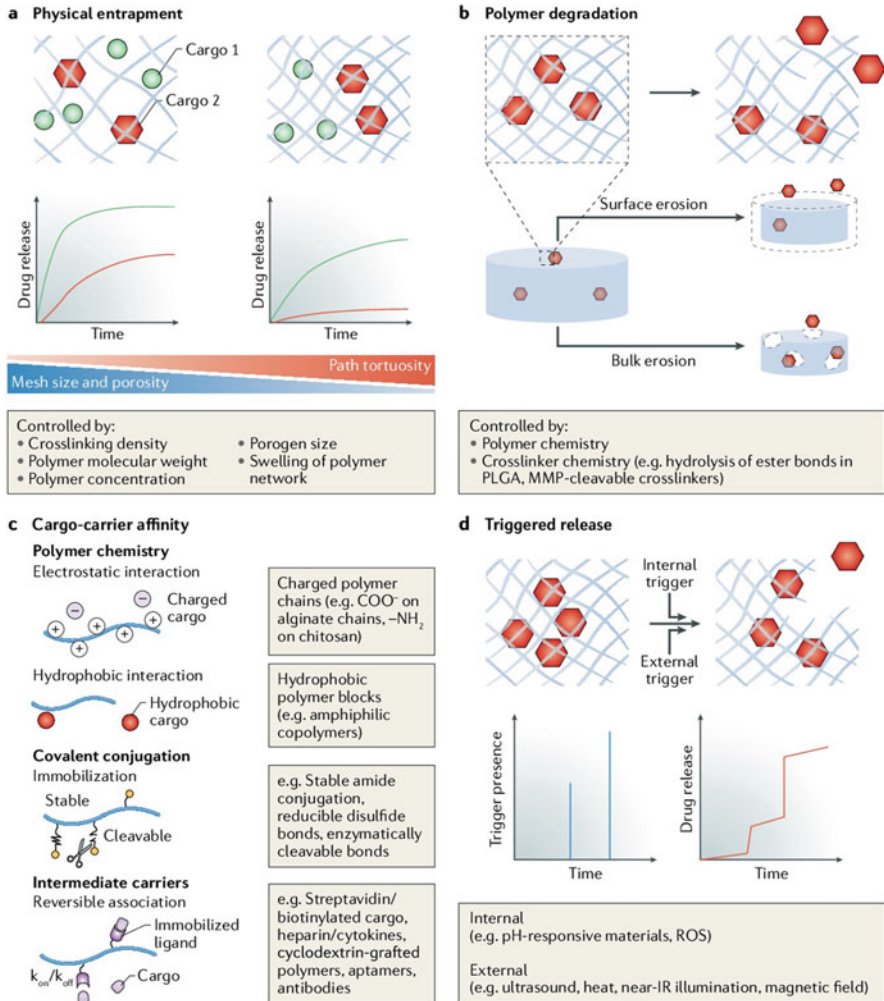 a Physical entrapment
Cargo 1
Cargo 2
Drug release
Time
Drug release
Time
Path tortuosity
Mesh size and porosity
Controlled by:
• Crosslinking density
• Polymer molecular weight
• Polymer concentration
• Porogen size
• Swelling of polymer
network
b Polymer degradation
Surface erosion
Bulk erosion
Controlled by:
• Polymer chemistry
• Crosslinker chemistry (e.g. hydrolysis of ester bonds in
PLGA, MMP-cleavable crosslinkers)
c Cargo-carrier affinity
Polymer chemistry
Electrostatic interaction
− −
Charged
cargo
+ + + + +
Charged polymer
chains (e.g. COO⁻ on
alginate chains, –NH₂
on chitosan)
Hydrophobic interaction
Hydrophobic
cargo
Hydrophobic
polymer blocks
(e.g. amphiphilic
copolymers)
Covalent conjugation
Immobilization
Stable
Cleavable
e.g. Stable amide
conjugation,
reducible disulfide
bonds, enzymatically
cleavable bonds
Intermediate carriers
Reversible association
Immobilized
ligand
k_on/k_off
Cargo
e.g. Streptavidin/
biotinylated cargo,
heparin/cytokines,
cyclodextrin-grafted
polymers, aptamers,
antibodies
d Triggered release
Internal
trigger
External
trigger
Trigger presence
Time
Drug release
Time
Internal
(e.g. pH-responsive materials, ROS)
External
(e.g. ultrasound, heat, near-IR illumination, magnetic field)